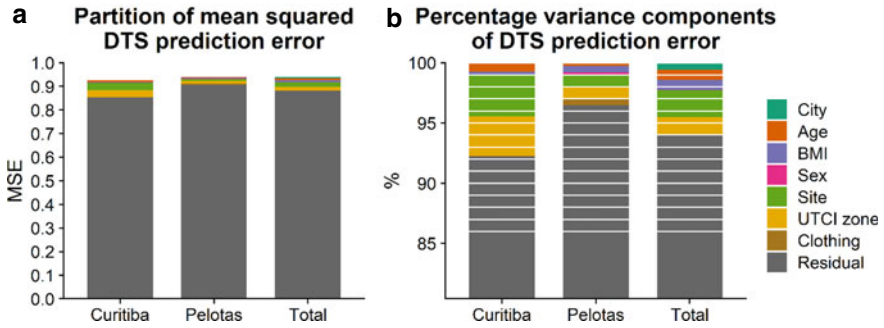 a
Partition of mean squared
DTS prediction error
MSE
1.0
0.9
0.8
0.7
0.6
0.5
0.4
0.3
0.2
0.1
0.0
Curitiba Pelotas Total
b
Percentage variance components
of DTS prediction error
%
100
95
90
85
Curitiba Pelotas Total
City
Age
BMI
Sex
Site
UTCI zone
Clothing
Residual